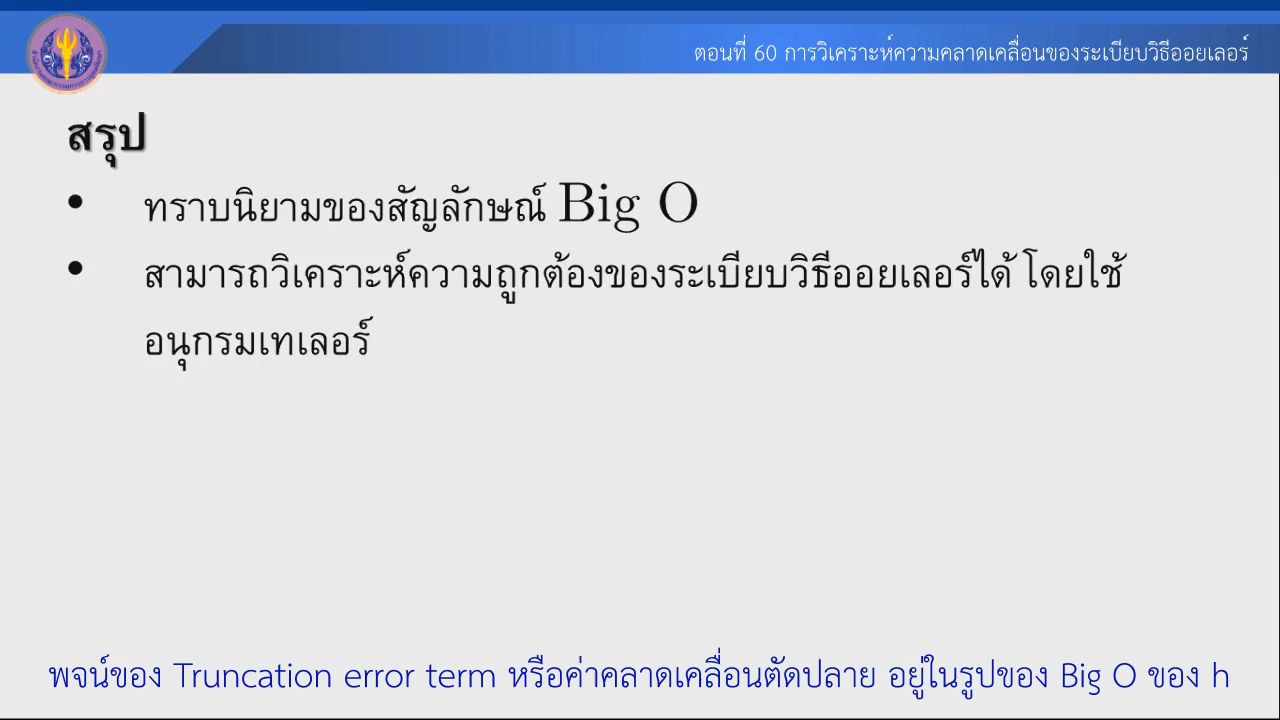 ตอนที่ 60 การวิเคราะห์ความคลาดเคลื่อนของระเบียบวิธีออยเลอร์
สรุป
• ทราบนิยามของสัญลักษณ์ Big O
• สามารถวิเคราะห์ความถูกต้องของระเบียบวิธีออยเลอร์ได้ โดยใช้
อนุกรมเทเลอร์
พจน์ของ Truncation error term หรือค่าคลาดเคลื่อนตัดปลาย อยู่ในรูปของ Big O ของ h